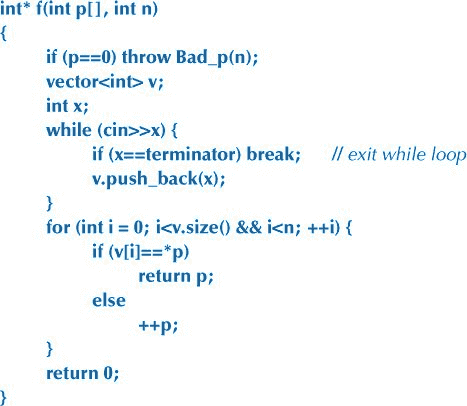 int* f(int p[], int n)
{
if (p==0) throw Bad_p(n);
vector<int> v;
int x;
while (cin>>x) {
if (x==terminator) break; // exit while loop
v.push_back(x);
}
for (int i = 0; i<v.size() && i<n; ++i) {
if (v[i]==*p)
return p;
else
++p;
}
return 0;
}